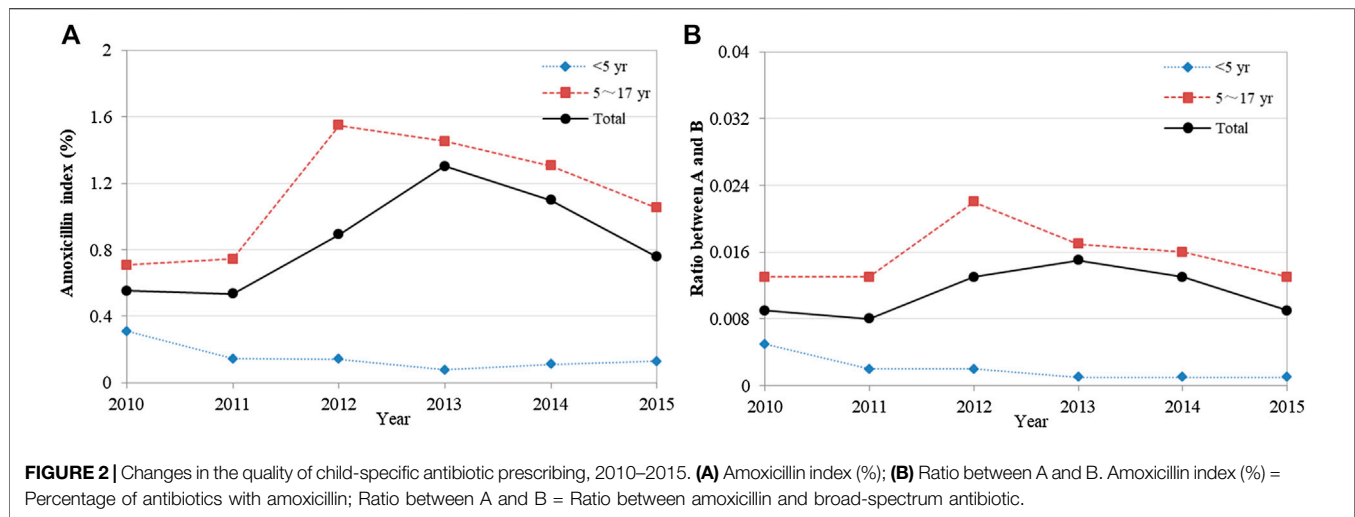 A
2
1.6
1.2
0.8
0.4
0
Amoxicillin index (%)
<5 yr
5～17 yr
Total
2010 2011 2012 2013 2014 2015
Year
B
0.04
0.032
0.024
0.016
0.008
0
Ratio between A and B
<5 yr
5～17 yr
Total
2010 2011 2012 2013 2014 2015
Year
FIGURE 2 | Changes in the quality of child-specific antibiotic prescribing, 2010–2015. (A) Amoxicillin index (%); (B) Ratio between A and B. Amoxicillin index (%) =
Percentage of antibiotics with amoxicillin; Ratio between A and B = Ratio between amoxicillin and broad-spectrum antibiotic.